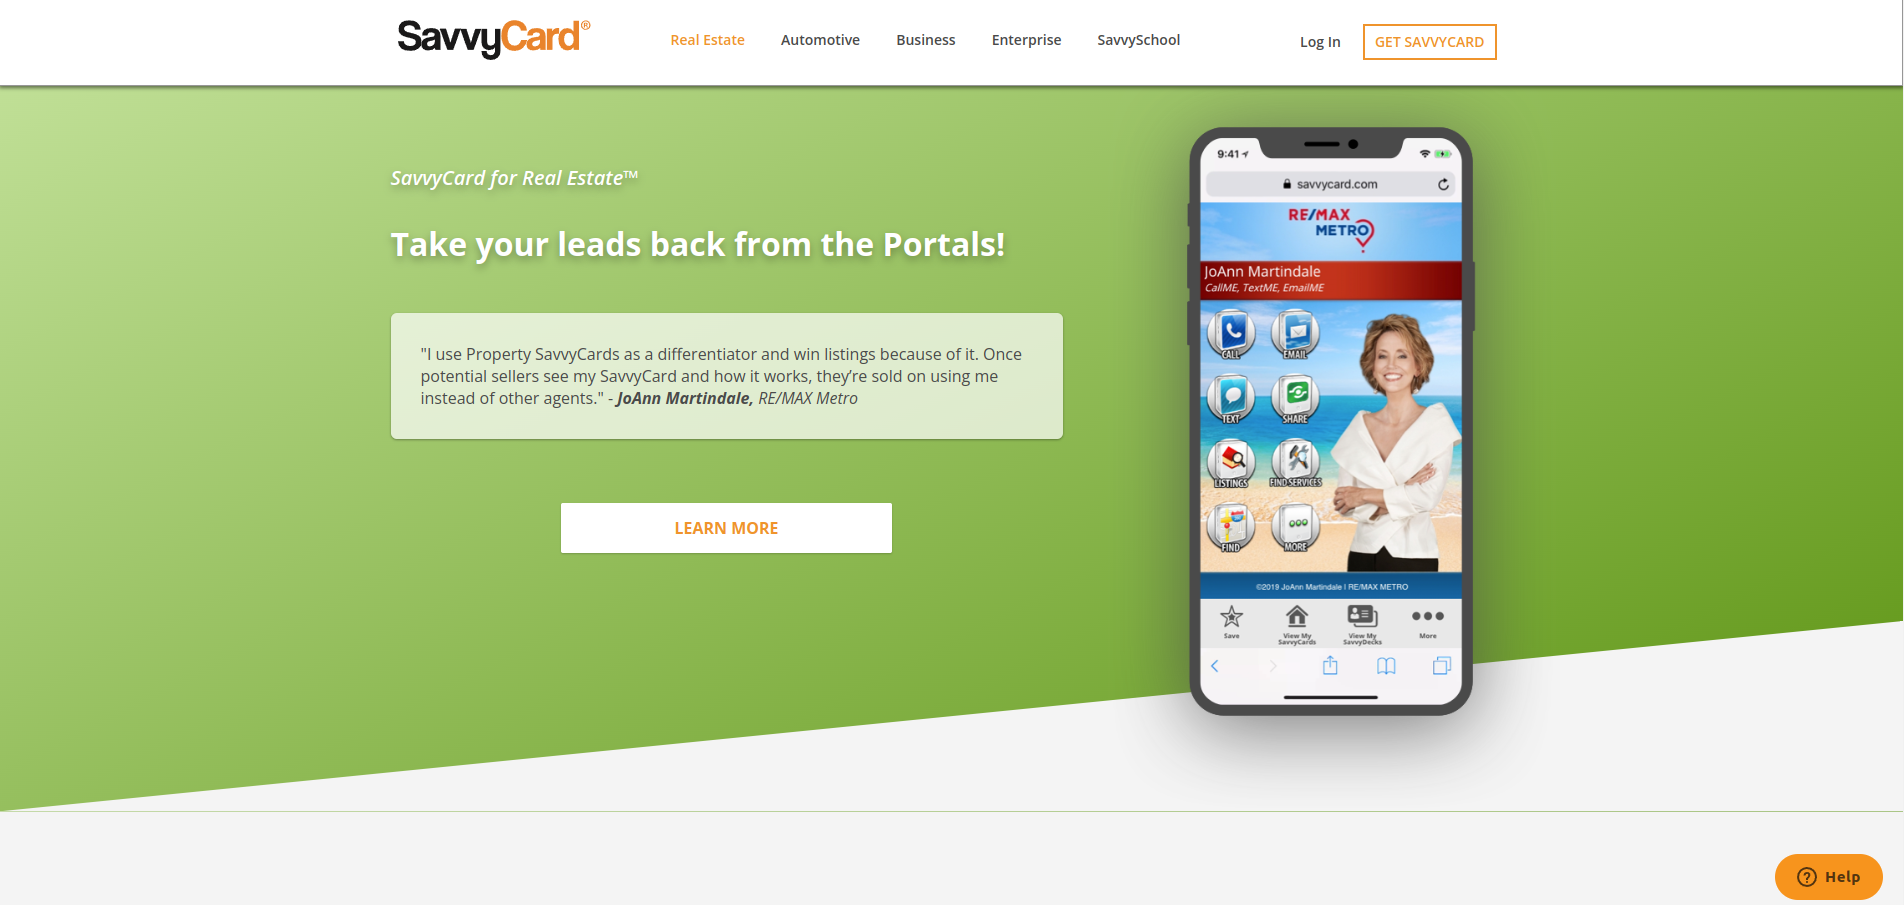 SavvyCard®
Real Estate
Automotive
Business
Enterprise
SavvySchool
Log In
GET SAVVYCARD
SavvyCard for Real Estate™
Take your leads back from the Portals!
"I use Property SavvyCards as a differentiator and win listings because of it. Once
potential sellers see my SavvyCard and how it works, they’re sold on using me
instead of other agents." - JoAnn Martindale, RE/MAX Metro
LEARN MORE
9:41
savvycard.com
RE/MAX
METRO
JoAnn Martindale
CallME, TextME, EmailME
CALL
EMAIL
TEXT
SHARE
LISTINGS
FIND SERVICES
FIND
MORE
©2019 JoAnn Martindale | RE/MAX METRO
Save
View My
SavvyCards
View My
SavvyDecks
More
Help